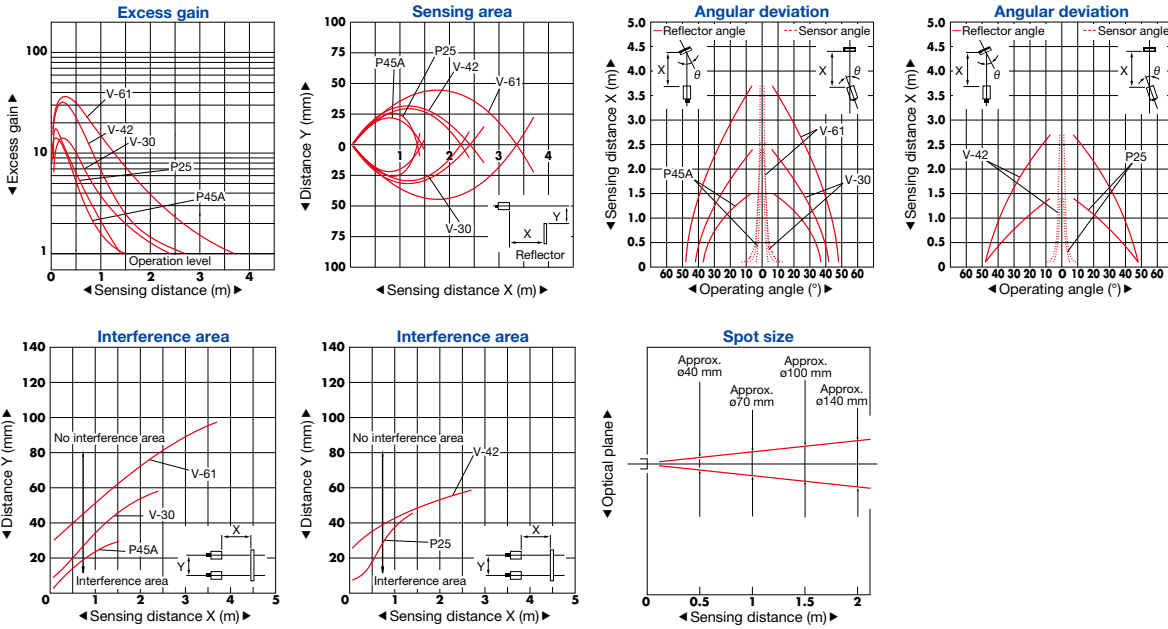 Excess gain
◀Excess gain▶
100
10
1
V-61
V-42
V-30
P25
P45A
Operation level
0 1 2 3 4
◀Sensing distance (m)▶
Sensing area
◀Distance Y (mm)▶
100
75
50
25
0
25
50
75
100
P25
P45A
V-42
V-61
V-30
1 2 3 4
X
Y
Reflector
◀Sensing distance X (m)▶
Angular deviation
◀Sensing distance X (m)▶
5.0
4.5
4.0
3.5
3.0
2.5
2.0
1.5
1.0
0.5
0
Reflector angle
Sensor angle
X
θ
X
θ
V-61
P45A
V-30
60 50 40 30 20 10 0 10 20 30 40 50 60
◀Operating angle (°)▶
Angular deviation
◀Sensing distance X (m)▶
5.0
4.5
4.0
3.5
3.0
2.5
2.0
1.5
1.0
0.5
0
Reflector angle
Sensor angle
X
θ
X
θ
V-42
P25
60 50 40 30 20 10 0 10 20 30 40 50 60
◀Operating angle (°)▶
Interference area
◀Distance Y (mm)▶
140
120
100
80
60
40
20
No interference area
V-61
V-30
P45A
X
Y
Interference area
0 1 2 3 4 5
◀Sensing distance X (m)▶
Interference area
◀Distance Y (mm)▶
140
120
100
80
60
40
20
No interference area
V-42
P25
X
Y
Interference area
0 1 2 3 4 5
◀Sensing distance X (m)▶
Spot size
◀Optical plane▶
Approx.
ø40 mm
Approx.
ø70 mm
Approx.
ø100 mm
Approx.
ø140 mm
0 0.5 1 1.5 2
◀Sensing distance (m)▶